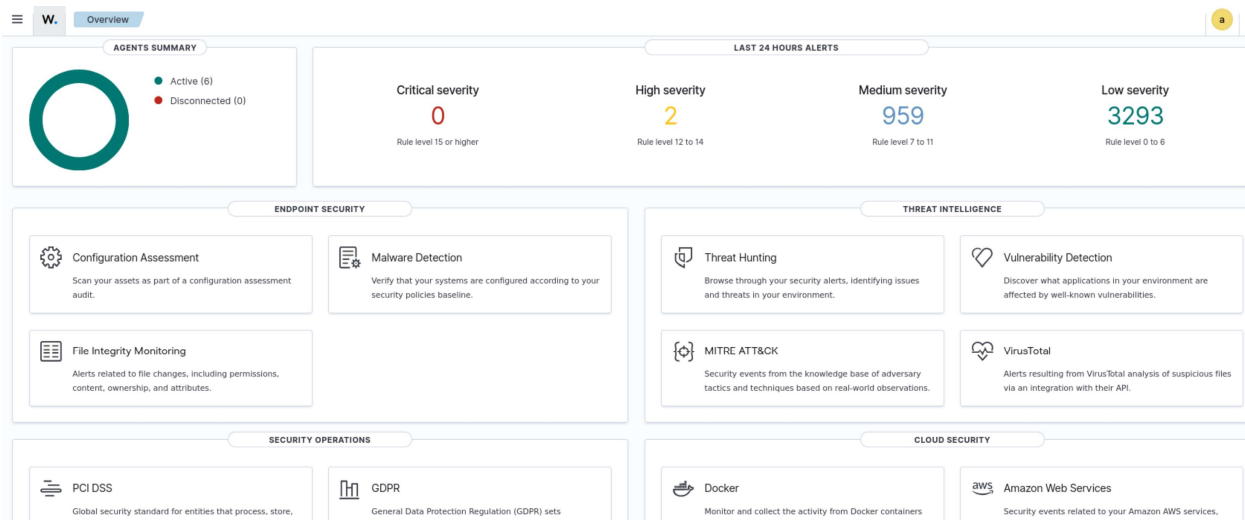 W.
Overview
a
AGENTS SUMMARY
Active (6)
Disconnected (0)
LAST 24 HOURS ALERTS
Critical severity
0
Rule level 15 or higher
High severity
2
Rule level 12 to 14
Medium severity
959
Rule level 7 to 11
Low severity
3293
Rule level 0 to 6
ENDPOINT SECURITY
Configuration Assessment
Scan your assets as part of a configuration assessment
audit.
Malware Detection
Verify that your systems are configured according to your
security policies baseline.
File Integrity Monitoring
Alerts related to file changes, including permissions,
content, ownership, and attributes.
THREAT INTELLIGENCE
Threat Hunting
Browse through your security alerts, identifying issues
and threats in your environment.
Vulnerability Detection
Discover what applications in your environment are
affected by well-known vulnerabilities.
MITRE ATT&CK
Security events from the knowledge base of adversary
tactics and techniques based on real-world observations.
VirusTotal
Alerts resulting from VirusTotal analysis of suspicious files
via an integration with their API.
SECURITY OPERATIONS
PCI DSS
Global security standard for entities that process, store,
GDPR
General Data Protection Regulation (GDPR) sets
CLOUD SECURITY
Docker
Monitor and collect the activity from Docker containers
aws
Amazon Web Services
Security events related to your Amazon AWS services,